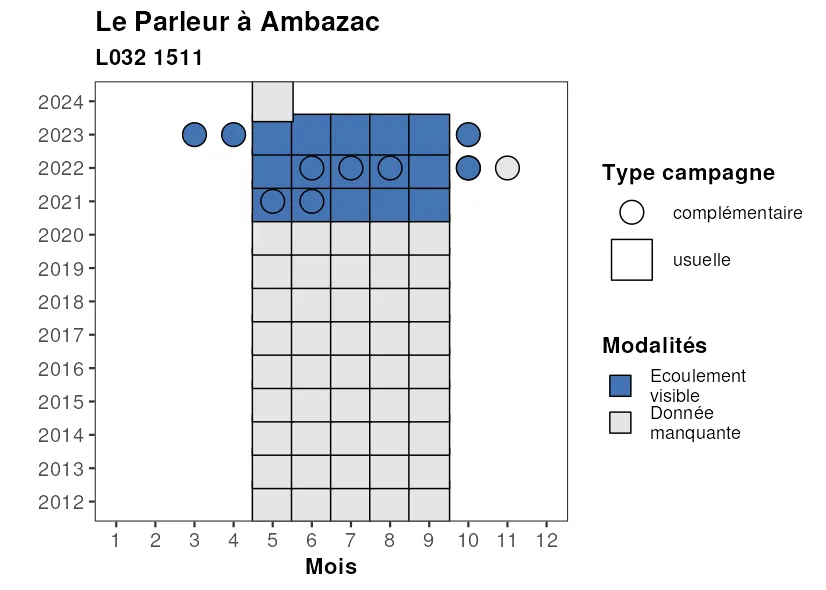 Le Parleur à Ambazac
L032 1511
2024
2023
2022
2021
2020
2019
2018
2017
2016
2015
2014
2013
2012
1 2 3 4 5 6 7 8 9 10 11 12
Mois
Type campagne
complémentaire
usuelle
Modalités
Ecoulement
visible
Donnée
manquante